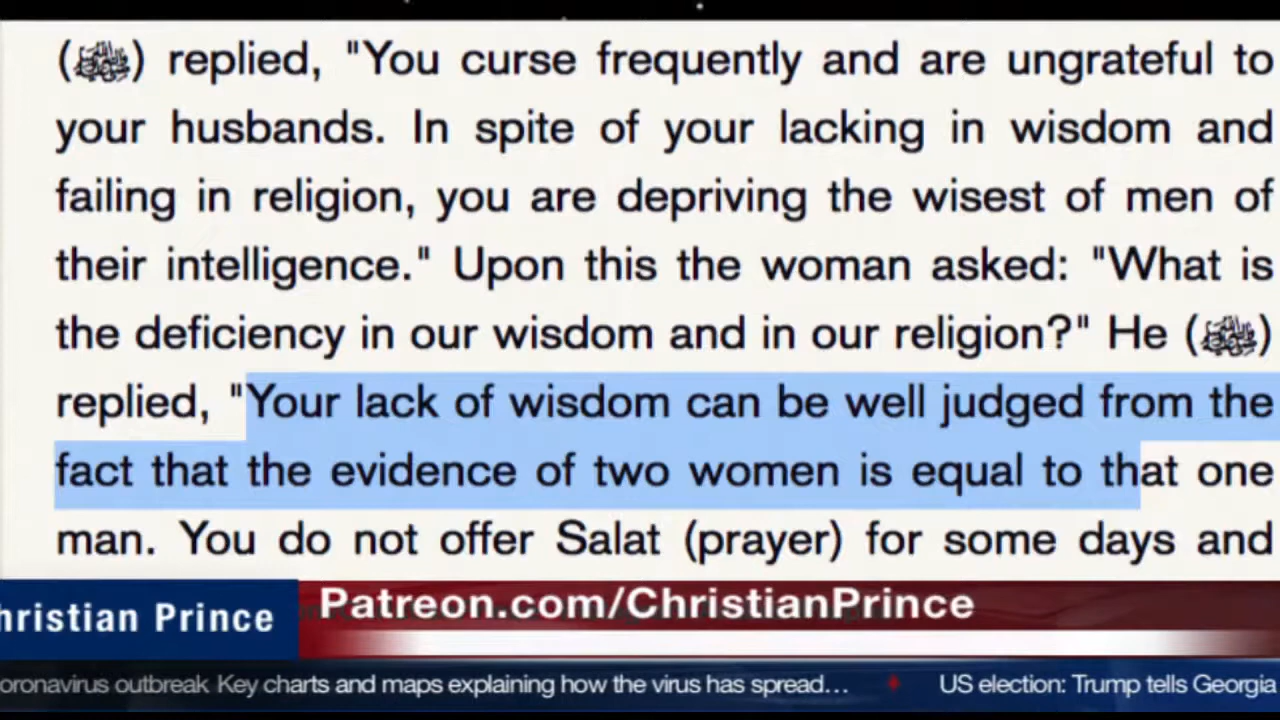 (ﷺ) replied, "You curse frequently and are ungrateful to
your husbands. In spite of your lacking in wisdom and
failing in religion, you are depriving the wisest of men of
their intelligence." Upon this the woman asked: "What is
the deficiency in our wisdom and in our religion?" He (ﷺ)
replied, "Your lack of wisdom can be well judged from the
fact that the evidence of two women is equal to that one
man. You do not offer Salat (prayer) for some days and
hristian Prince
Patreon.com/ChristianPrince
oronavirus outbreak Key charts and maps explaining how the virus has spread... US election: Trump tells Georgia